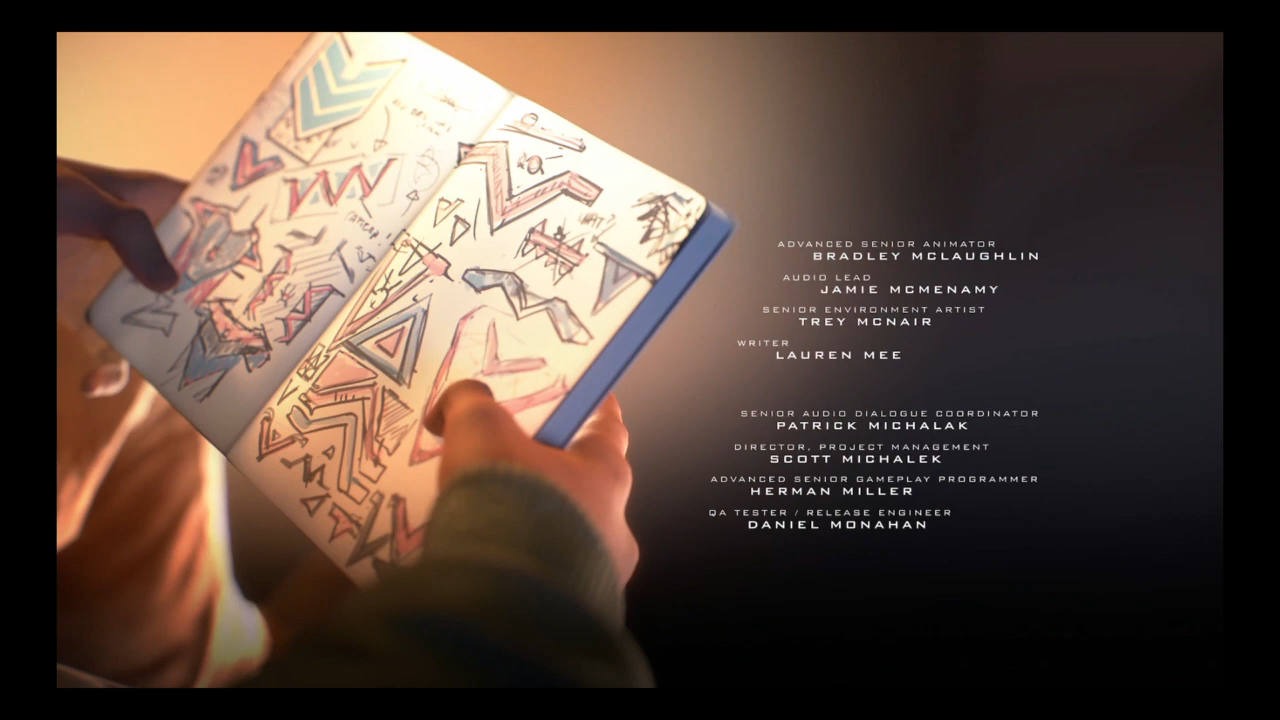 ADVANCED SENIOR ANIMATOR
BRADLEY MCLAUGHLIN
AUDIO LEAD
JAMIE MCMENAMY
SENIOR ENVIRONMENT ARTIST
TREY MCNAIR
WRITER
LAUREN MEE
SENIOR AUDIO DIALOGUE COORDINATOR
PATRICK MICHALAK
DIRECTOR, PROJECT MANAGEMENT
SCOTT MICHALEK
ADVANCED SENIOR GAMEPLAY PROGRAMMER
HERMAN MILLER
QA TESTER / RELEASE ENGINEER
DANIEL MONAHAN